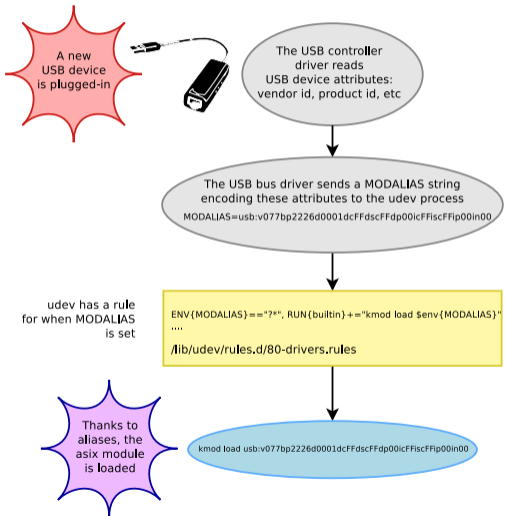 A new
USB device
is plugged-in
The USB controller
driver reads
USB device attributes:
vendor id, product id, etc
The USB bus driver sends a MODALIAS string
encoding these attributes to the udev process
MODALIAS=usb:v077bp2226d0001dcFFdscFFdp00icFFiscFFip00in00
udev has a rule
for when MODALIAS
is set
ENV{MODALIAS}=="?*", RUN{builtin}+="kmod load $env{MODALIAS}"
....
/lib/udev/rules.d/80-drivers.rules
Thanks to
aliases, the
asix module
is loaded
kmod load usb:v077bp2226d0001dcFFdscFFdp00icFFiscFFip00in00